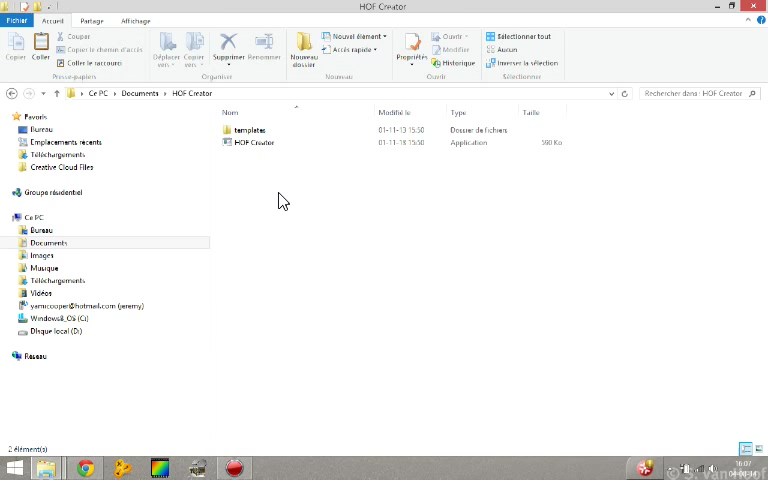 HOF Creator
Fichier Accueil Partage Affichage
Copier Coller
Couper
Copier le chemin d'accès
Coller le raccourci
Presse-papiers
Déplacer vers Copier vers Supprimer Renommer
Organiser
Nouveau dossier
Nouvel élément
Accès rapide
Nouveau
Propriétés
Ouvrir
Modifier
Historique
Ouvrir
Sélectionner tout
Aucun
Inverser la sélection
Sélectionner
Ce PC Documents HOF Creator
Rechercher dans : HOF Creator
Nom Modifié le Type Taille
templates 01-11-13 15:50 Dossier de fichiers
HOF Creator 01-11-13 15:50 Application 560 Ko
Favoris
Bureau
Emplacements récents
Téléchargements
Creative Cloud Files
Groupe résidentiel
Ce PC
Bureau
Documents
Images
Musique
Téléchargements
Vidéos
yamicooper@hotmail.com (jeremy)
Windows8_OS (C:)
Disque local (D:)
Réseau
2 élément(s)
16:07